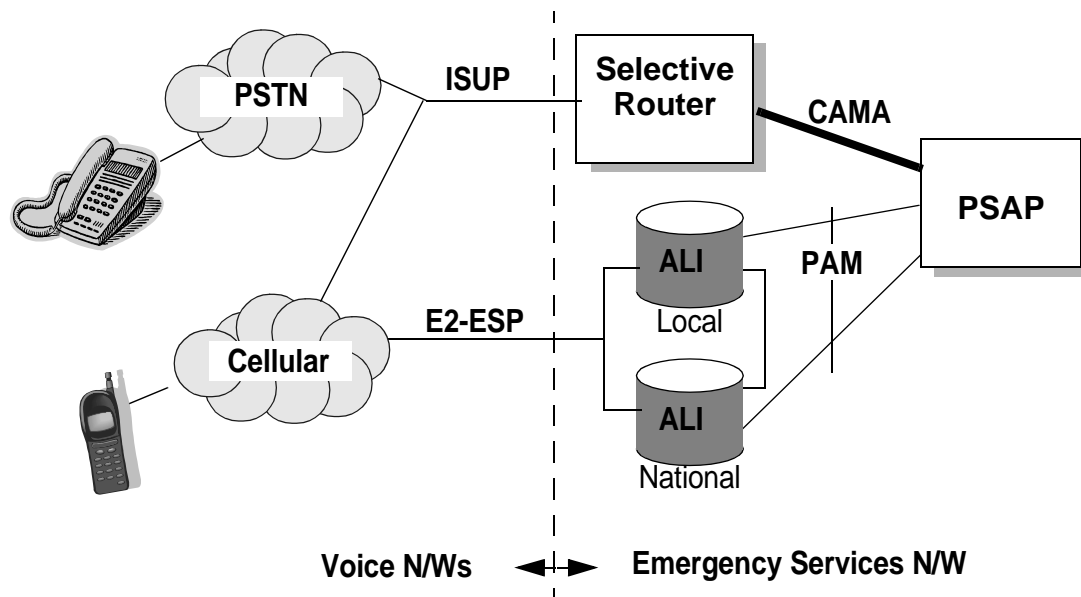 PSTN
ISUP
Selective
Router
CAMA
PSAP
ALI
Local
PAM
E2-ESP
Cellular
ALI
National
Voice N/Ws
Emergency Services N/W